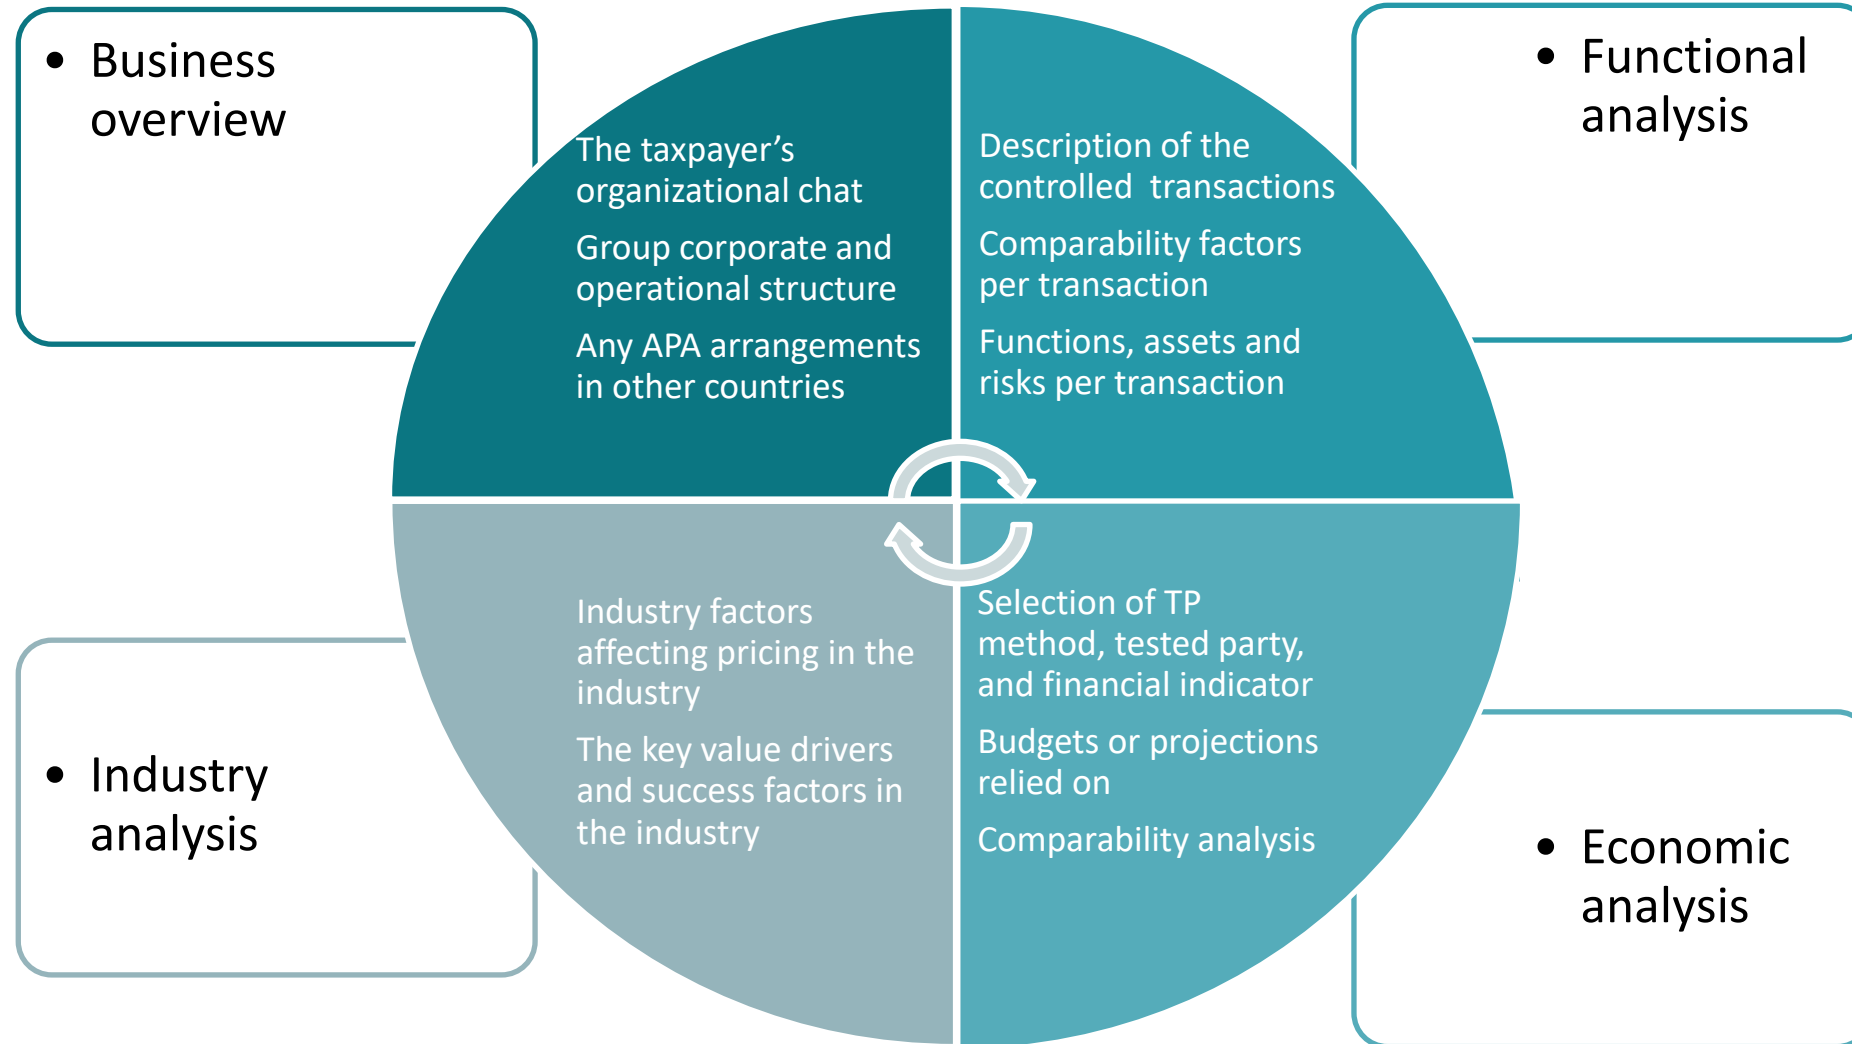 • Business
overview
The taxpayer’s
organizational chat
Group corporate and
operational structure
Any APA arrangements
in other countries
• Functional
analysis
Description of the
controlled  transactions
Comparability factors
per transaction
Functions, assets and
risks per transaction
• Industry
analysis
Industry factors
affecting pricing in the
industry
The key value drivers
and success factors in
the industry
• Economic
analysis
Selection of TP
method, tested party,
and financial indicator
Budgets or projections
relied on
Comparability analysis